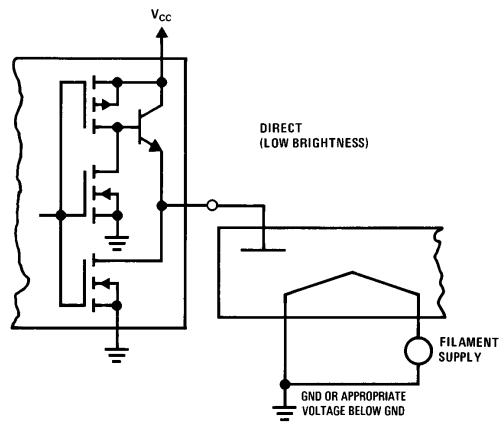 VCC
DIRECT
(LOW BRIGHTNESS)
FILAMENT
SUPPLY
GND OR APPROPRIATE
VOLTAGE BELOW GND